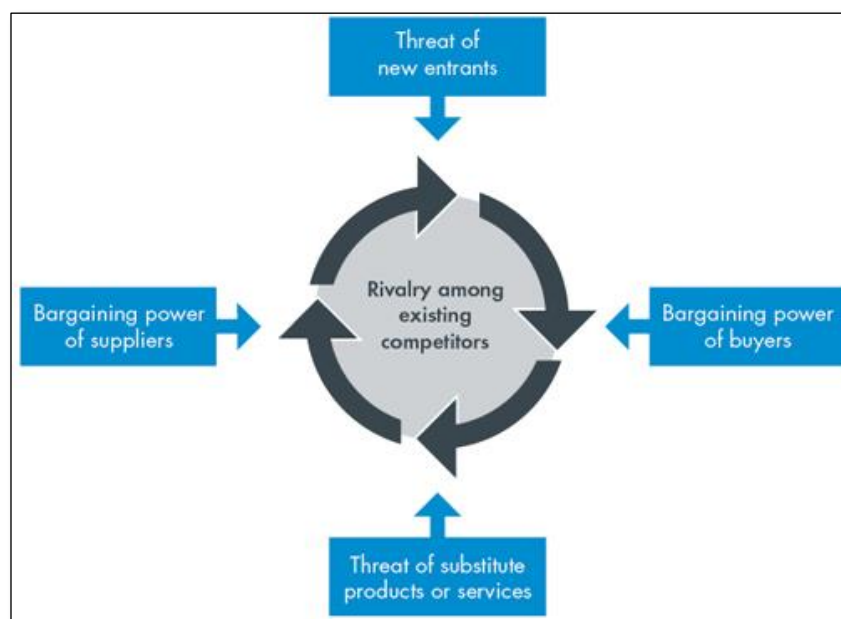 Threat of
new entrants
Bargaining power
of suppliers
Rivalry among
existing
competitors
Bargaining power
of buyers
Threat of substitute
products or services